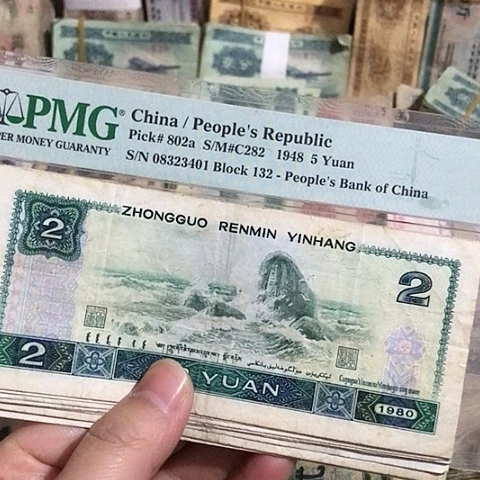 PMG
PER MONEY GUARANTY
China / People's Republic
Pick# 802a S/M#C282 1948 5 Yuan
S/N 08323401 Block 132 - People's Bank of China
ZHONGGUO RENMIN YINHANG
2
2
2
YUAN
1980